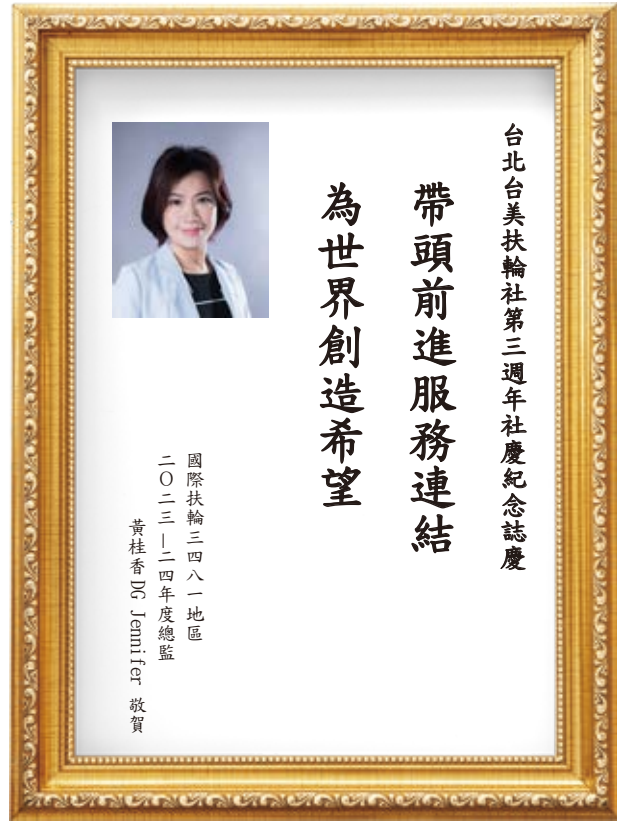 台北台美扶輪社第三週年社慶紀念誌慶
帶頭前進服務連結
為世界創造希望
國際扶輪三四八一地區
二〇二三—二四年度總監
黃桂香DG Jennifer 敬賀